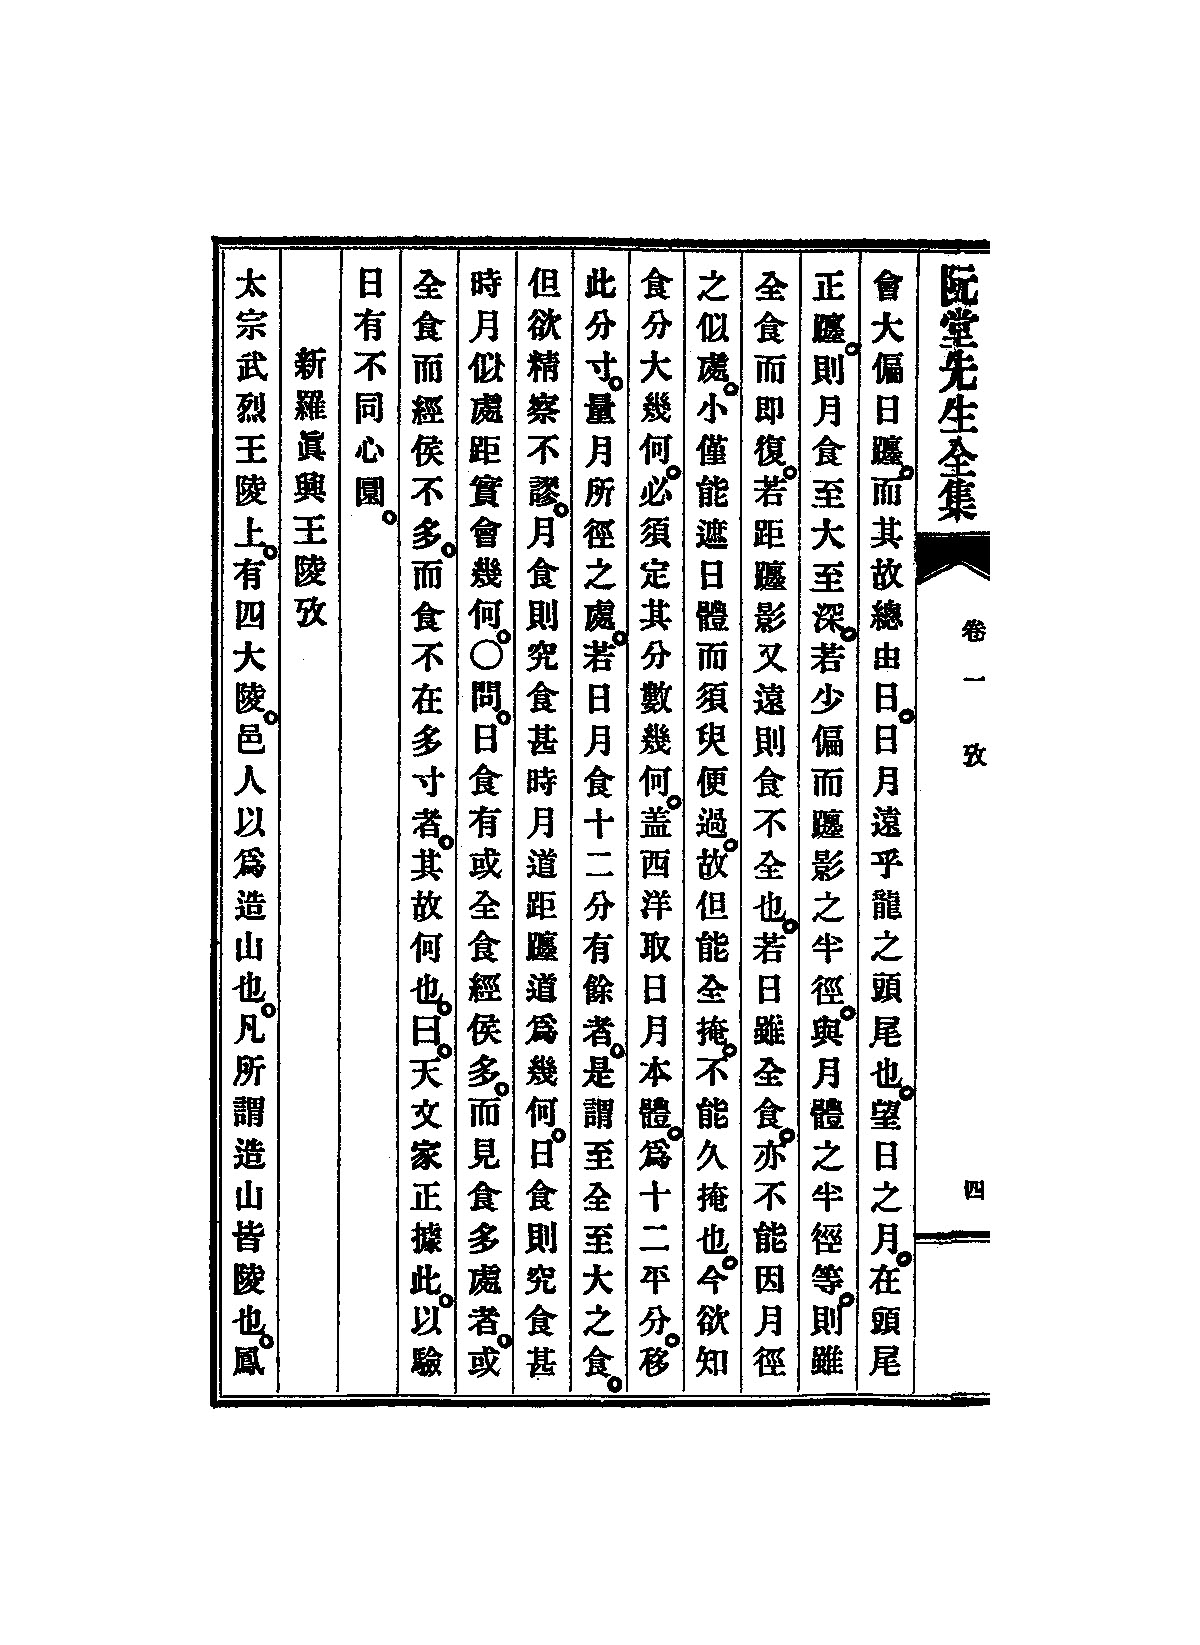 阮堂先生全集　卷一　攷　四
會大偏日躔。而其故總由日。日月遠乎龍之頭尾也。望日之月。在頭尾
正躔。則月食至大至深。若少偏而躔影之半徑。與月體之半徑等。則雖
全食而即復。若距躔影又遠則食不全也。若日雖全食。亦不能因月徑
之似處。小僅能遮日體而須臾便過。故但能全掩。不能久掩也。今欲知
食分大幾何。必須定其分數幾何。盖西洋取日月本體。爲十二平分。移
此分寸。量月所徑之處。若日月食十二分有餘者。是謂至全至大之食。
但欲精察不謬。月食則究食甚時月道距躔道爲幾何。日食則究食甚
時月似處距實會幾何。〇問。日食有或全食經侯多。而見食多處者。或
全食而經侯不多。而食不在多寸者。其故何也。曰。天文家正據此。以驗
日有不同心圜。
新羅眞興王陵攷
太宗武烈王陵上。有四大陵。邑人以爲造山也。凡所謂造山皆陵也。鳳